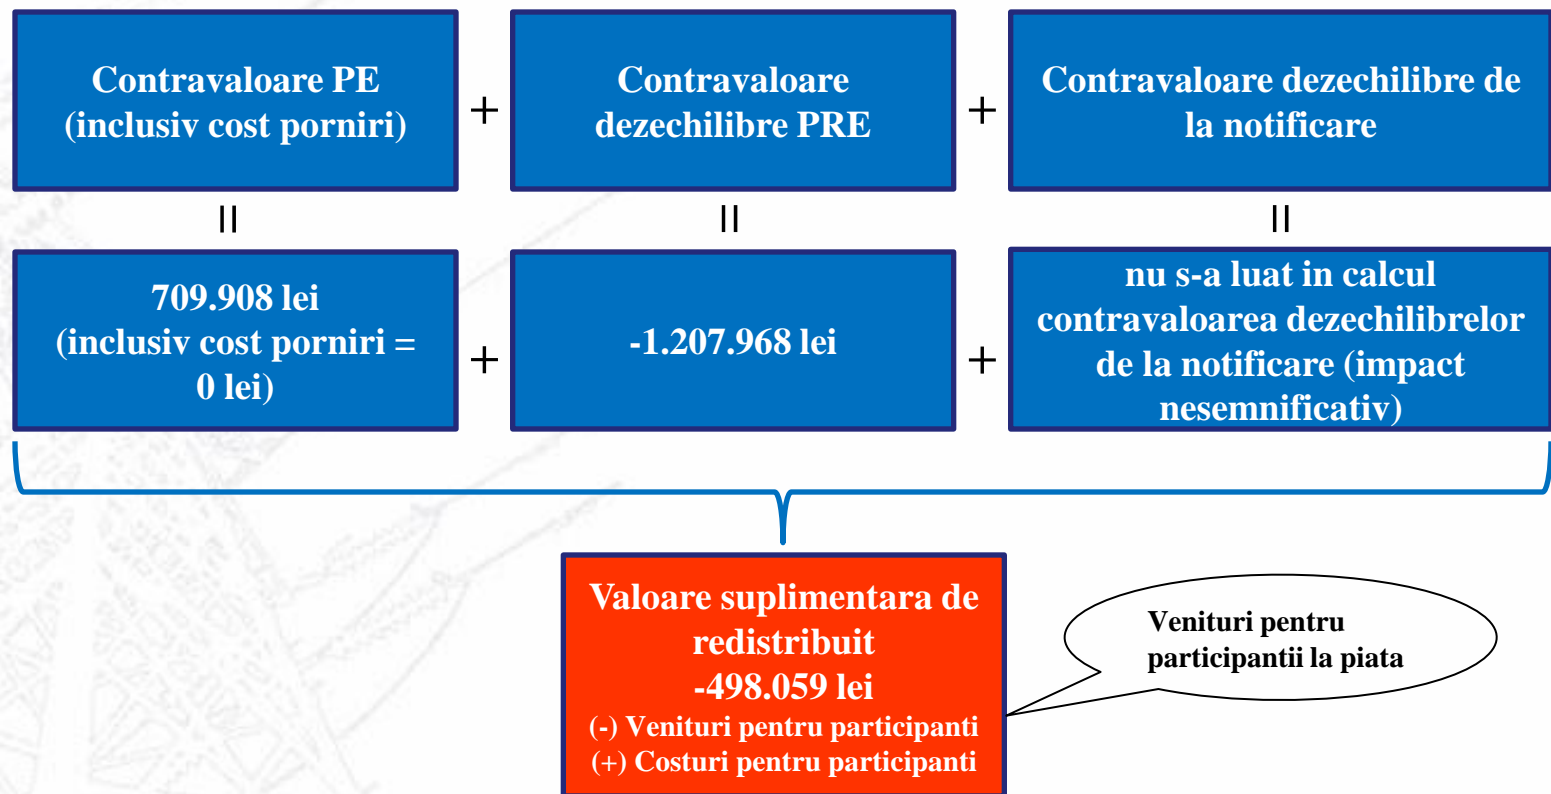 Contravaloare PE
(inclusiv cost porniri)
+
Contravaloare
dezechilibre PRE
+
Contravaloare dezechilibre de
la notificare
=
=
=
709.908 lei
(inclusiv cost porniri =
0 lei)
+
-1.207.968 lei
+
nu s-a luat in calcul
contravaloarea dezechilibrelor
de la notificare (impact
nesemnificativ)
Valoare suplimentara de
redistribuit
-498.059 lei
(-) Venituri pentru participanti
(+) Costuri pentru participanti
Venituri pentru
participantii la piata